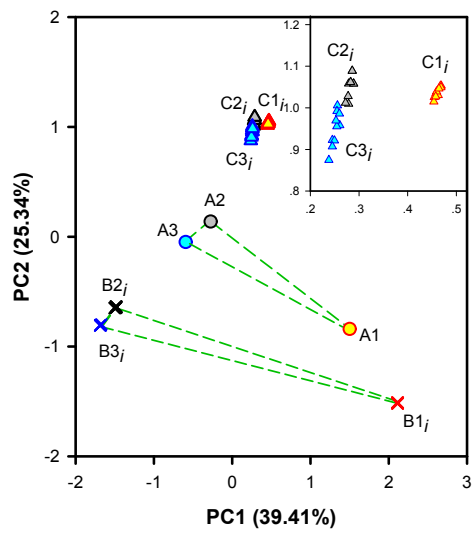 2
1
0
-1
-2
-2
-1
0
1
2
3
PC2 (25.34%)
PC1 (39.41%)
C2i
C1i
C3i
A2
A3
A1
B2i
B3i
B1i
1.2
1.1
1.0
.9
.8
.2
.3
.4
.5
C2i
C1i
C3i